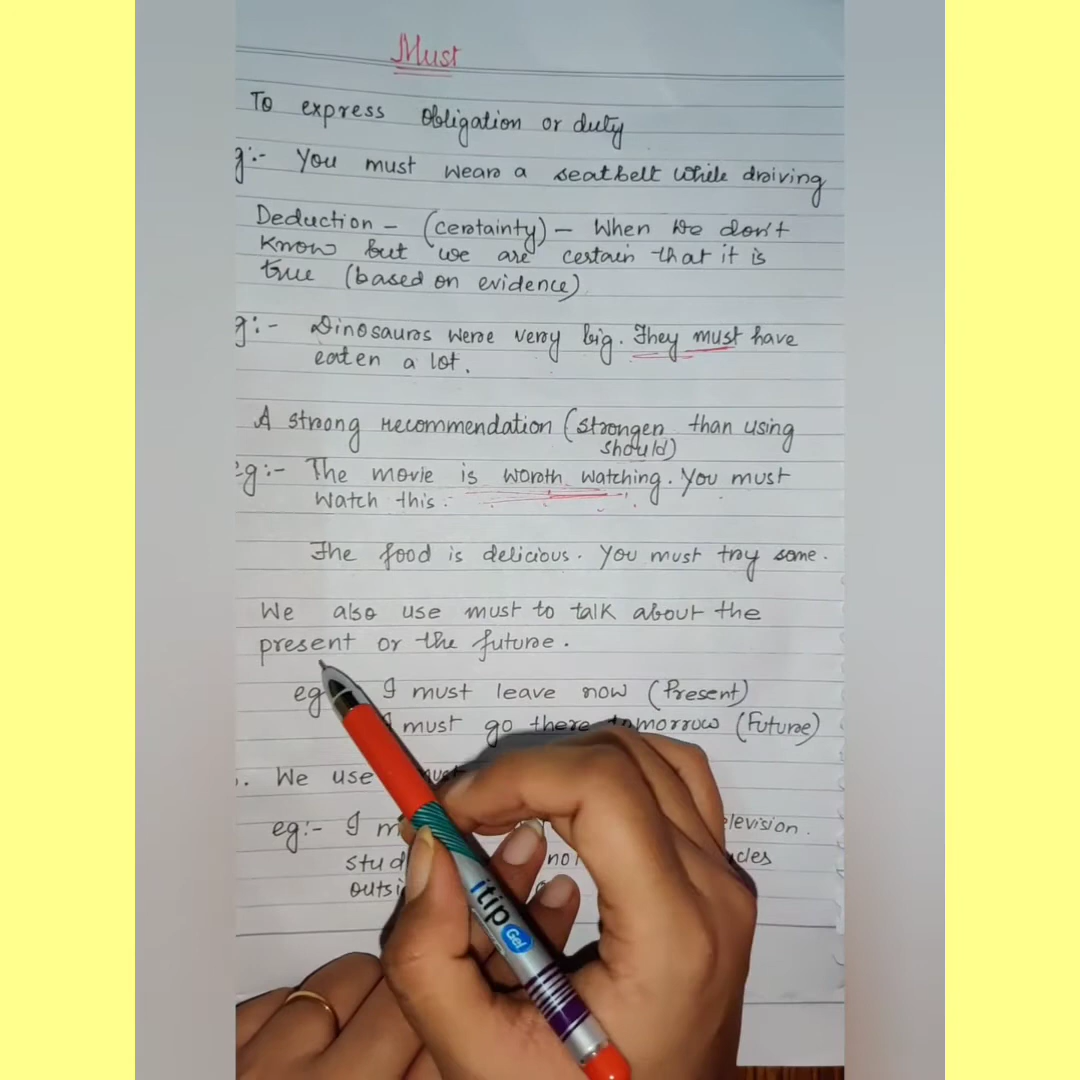 Must
To express obligation or duty
g:- You must wear a seatbelt while driving
Deduction - (certainty) - When we don't
know but we are certain that it is
true (based on evidence)
g:- Dinosaurs were very big. They must have
eaten a lot.
A strong recommendation (stronger than using
should)
eg:- The movie is worth watching. You must
watch this.
The food is delicious. You must try some.
We also use must to talk about the
present or the future.
eg I must leave now (Present)
I must go there tomorrow (Future)
We use must
eg:- I m levision.
stud no cles
outsi
itip
Gel